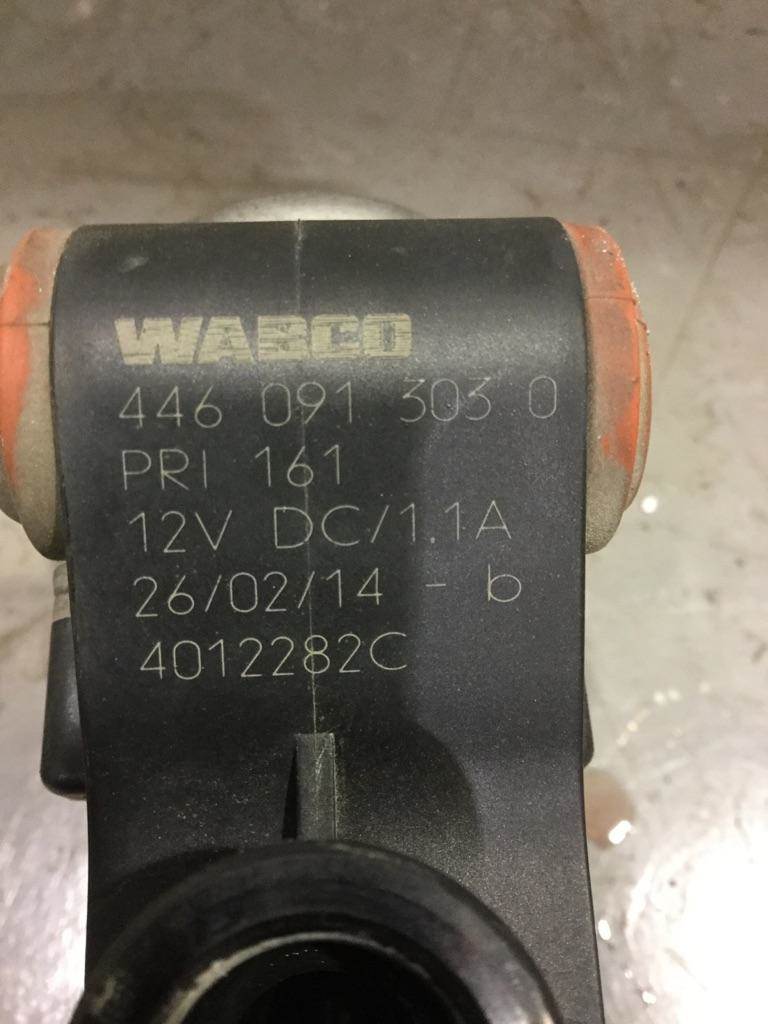 WABCO
446 091 303 0
PRI 161
12V DC/1.1A
26/02/14 - b
4012282C